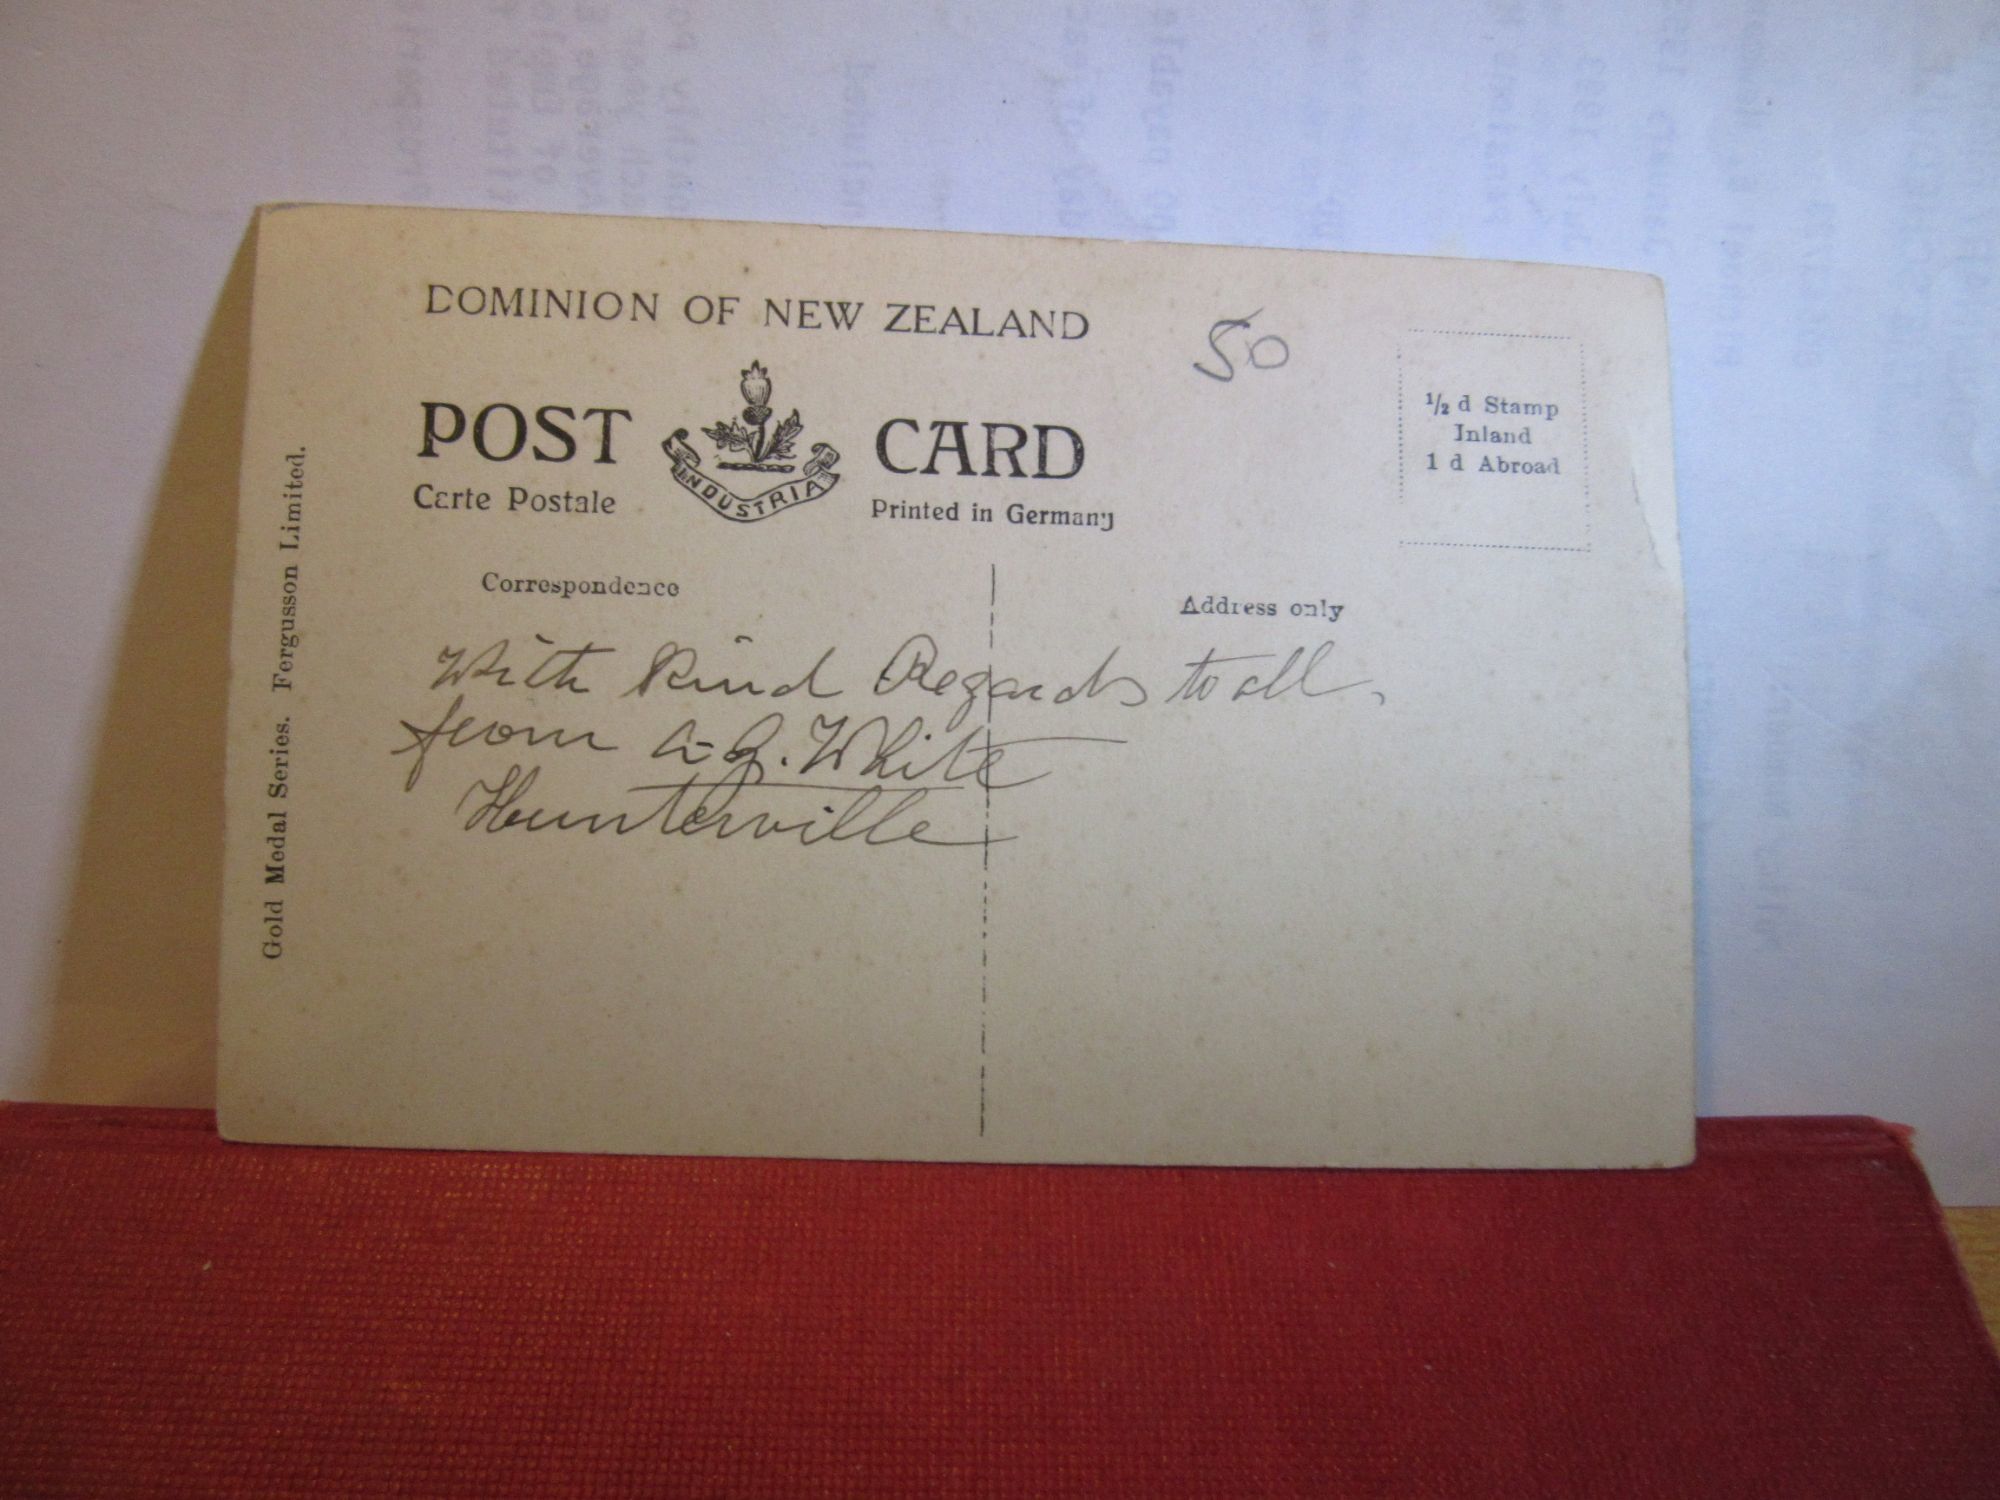 DOMINION OF NEW ZEALAND
50
POST CARD
INDUSTRIA
Carte Postale
Printed in Germany
1/2 d Stamp
Inland
1 d Abroad
Correspondence
Address only
With Kind Regards to all.
from A. G. White
Hunterville
Gold Medal Series. Fergusson Limited.